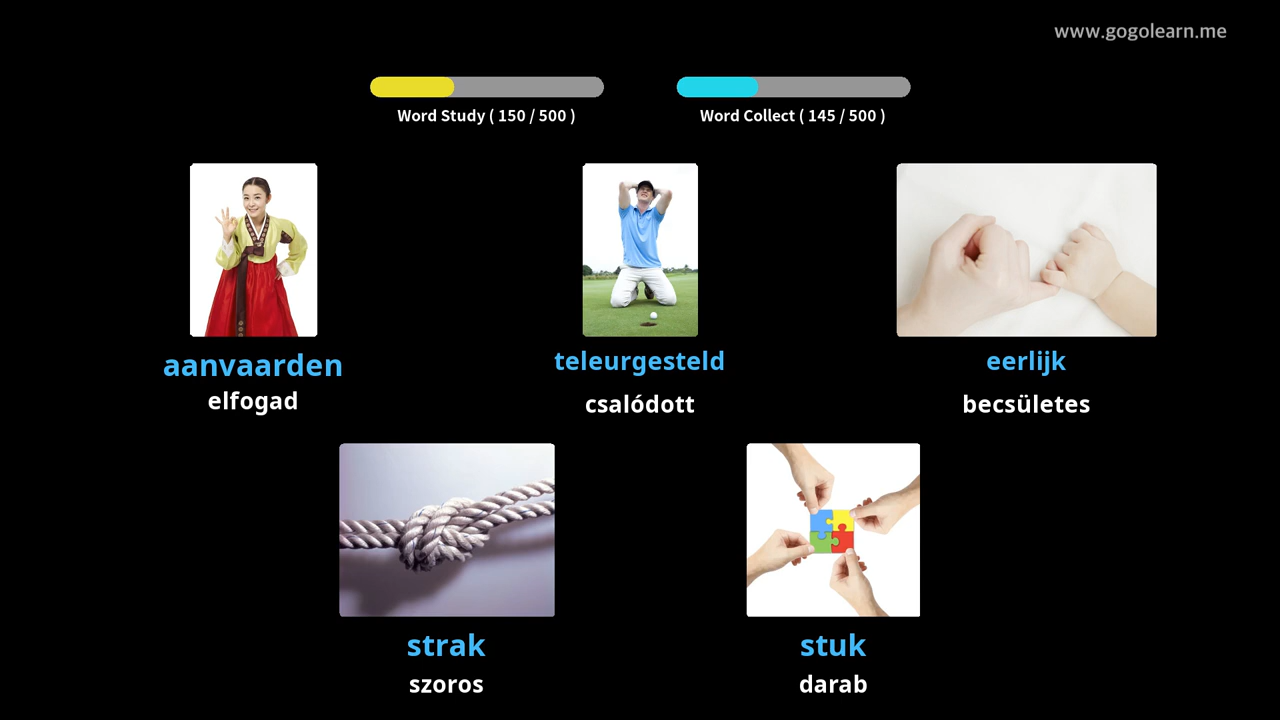 www.gogolearn.me
Word Study ( 150 / 500 )
Word Collect ( 145 / 500 )
aanvaarden
elfogad
teleurgesteld
csalódott
eerlijk
becsületes
strak
szoros
stuk
darab